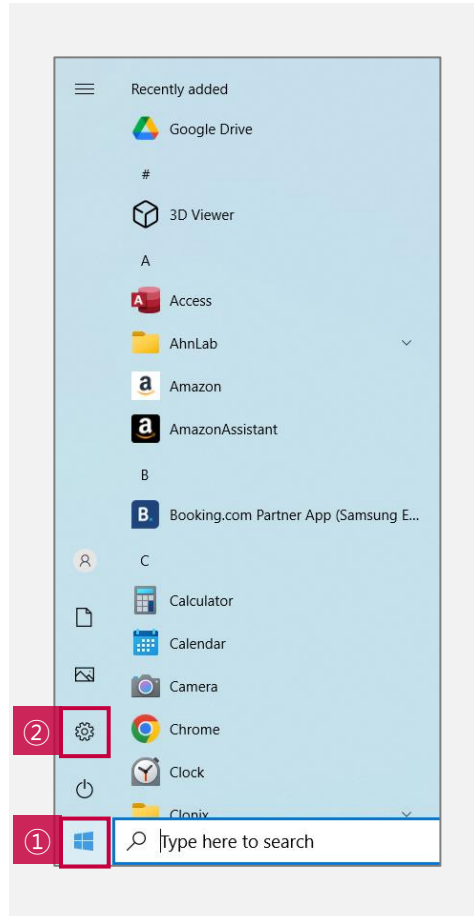 Recently added
Google Drive
#
3D Viewer
A
Access
AhnLab
Amazon
AmazonAssistant
B
Booking.com Partner App (Samsung E...
C
Calculator
Calendar
Camera
② Chrome
Clock
Clonix
① Type here to search